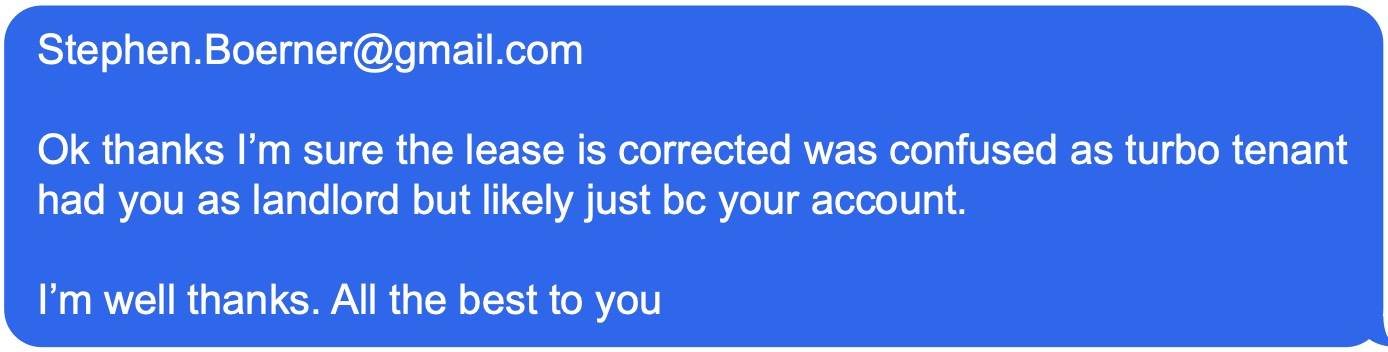 Stephen.Boerner@gmail.com
Ok thanks I’m sure the lease is corrected was confused as turbo tenant
had you as landlord but likely just bc your account.
I’m well thanks. All the best to you